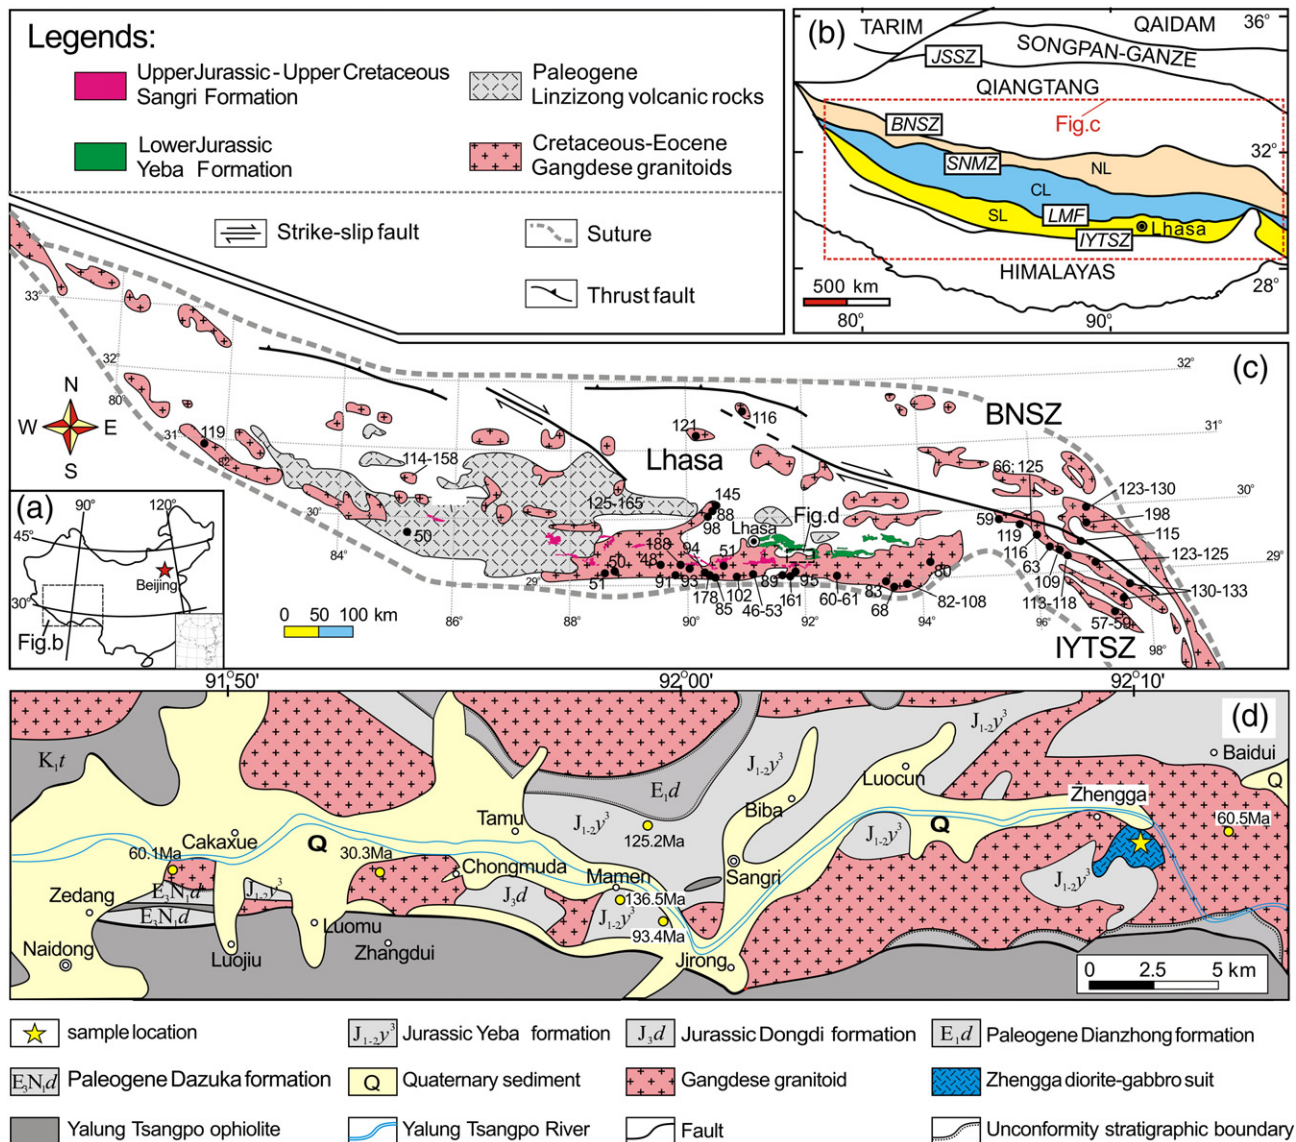 Legends:
Upper Jurassic - Upper Cretaceous
Sangri Formation
Paleogene
Linzizong volcanic rocks
Lower Jurassic
Yeba Formation
Cretaceous-Eocene
Gangdese granitoids
Strike-slip fault
Suture
Thrust fault
(b)
TARIM
QAIDAM
36°
SONGPAN-GANZE
JSSZ
QIANGTANG
Fig.c
BNSZ
32°
SNMZ
NL
CL
SL
LMF
Lhasa
IYTSZ
HIMALAYAS
28°
500 km
80°
90°
(c)
33°
32°
32°
80°
N
W E
S
31°
31°
BNSZ
119
82
121
116
Lhasa
114-158
66; 125
125-165
145
88
98
30°
30°
123-130
198
59
119
115
116
63
109
123-125
29°
113-118
130-133
57-59
50
84°
Lhasa
Fig.d
188
94
51
48
50
29°
51
91
93
178
85
102
46-53
89
161
95
60-61
83
68
80
82-108
86°
88°
90°
92°
94°
96°
98°
IYTSZ
0 50 100 km
(a)
90°
120°
45°
Beijing
30°
Fig.b
91°50'
92°00'
92°10'
(d)
K₁t
J₁₋₂y³
Baidui
Q
E₁d
J₁₋₂y³
Luocun
Biba
Zhengga
Tamu
J₁₋₂y³
125.2Ma
60.5Ma
Cakaxue
Q
60.1Ma
30.3Ma
Chongmuda
J₁₋₂y³
Q
Mamen
Sangri
E₃N₁d
J₁₋₂y³
J₃d
136.5Ma
J₁₋₂y³
J₁₋₂y³
Zedang
E₃N₁d
93.4Ma
Luomu
Naidong
Luojiu
Zhangdui
Jirong
0 2.5 5 km
sample location
J₁₋₂y³ Jurassic Yeba formation
J₃d Jurassic Dongdi formation
E₁d Paleogene Dianzhong formation
E₃N₁d Paleogene Dazuka formation
Q Quaternary sediment
Gangdese granitoid
Zhengga diorite-gabbro suit
Yalung Tsangpo ophiolite
Yalung Tsangpo River
Fault
Unconformity stratigraphic boundary